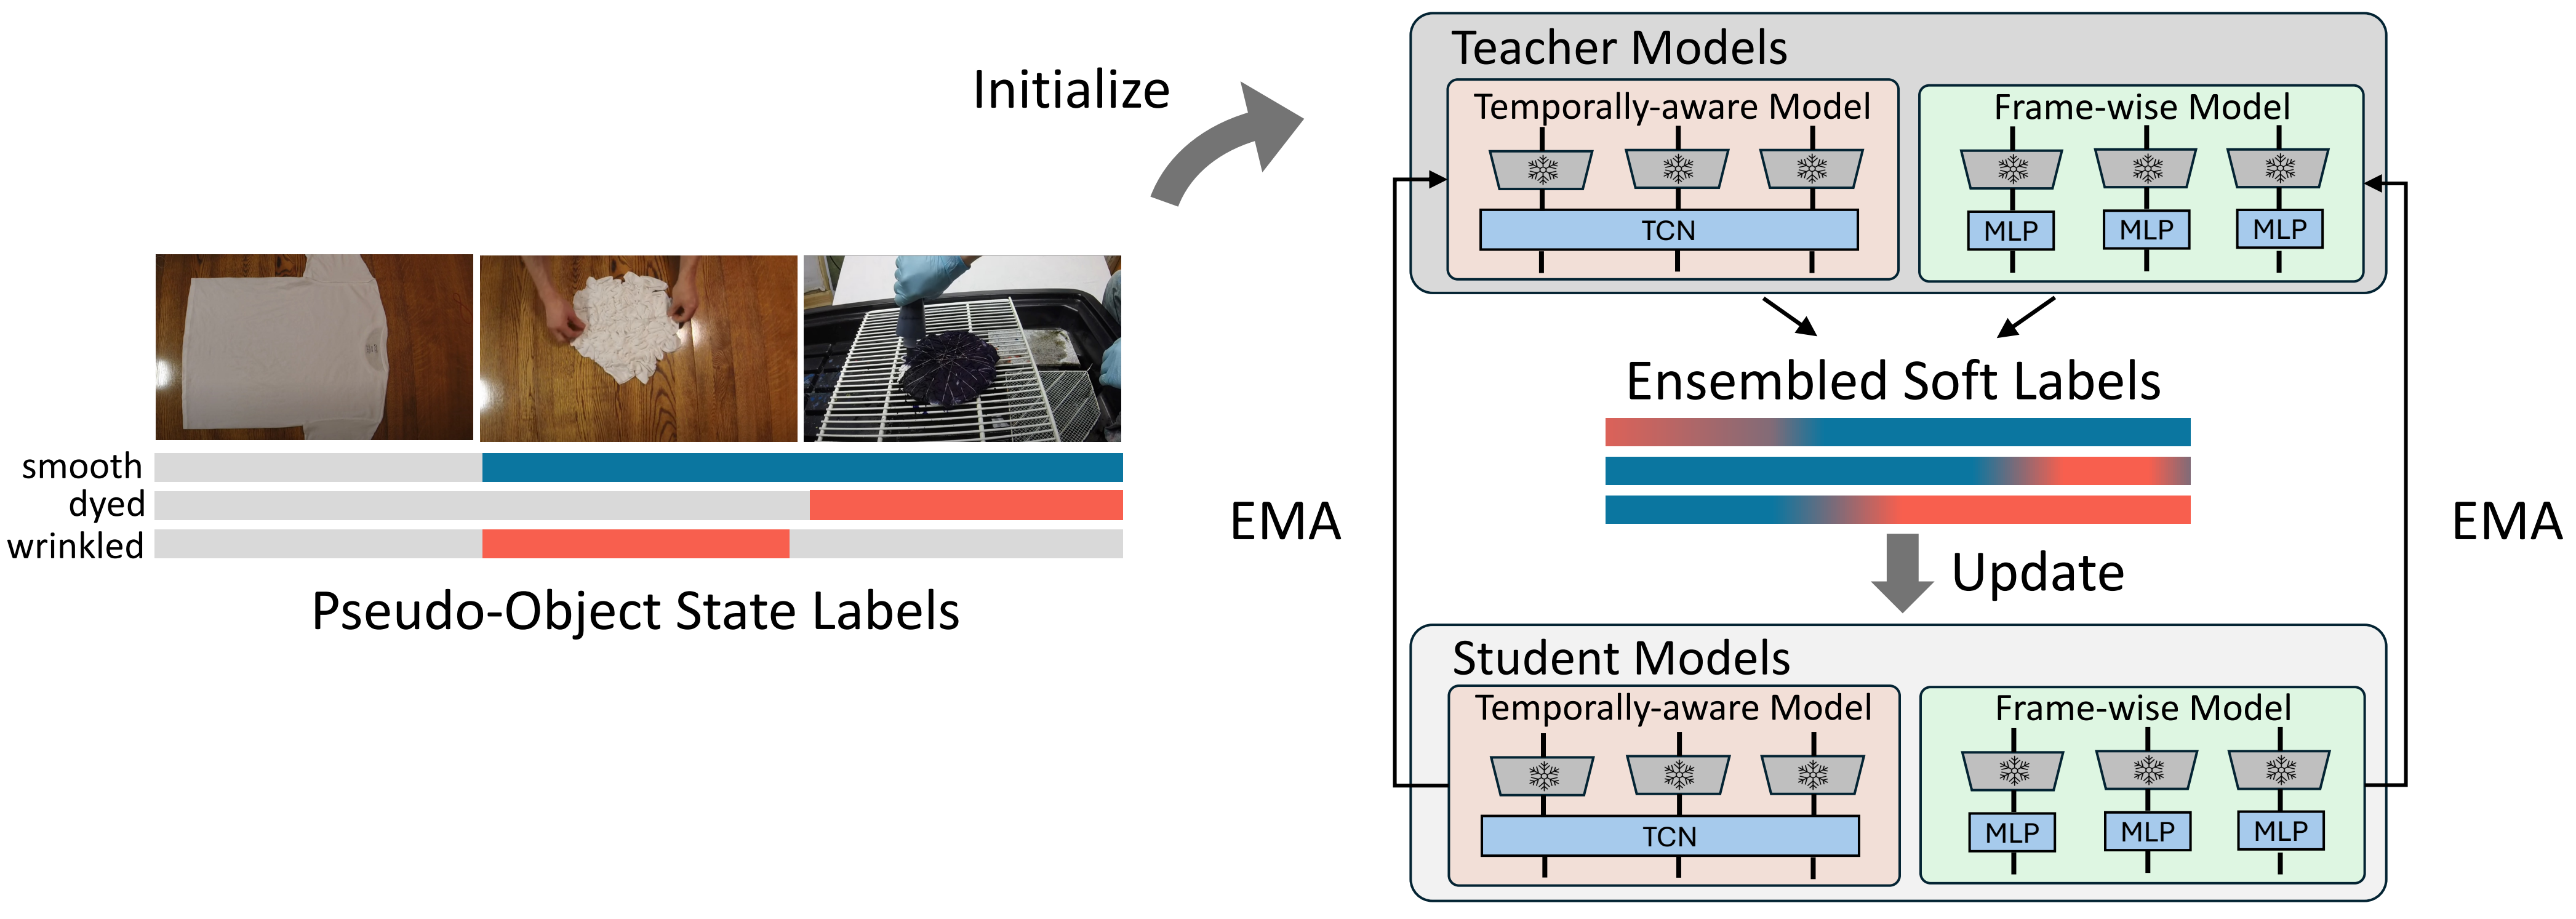 Initialize
smooth
dyed
wrinkled
Pseudo-Object State Labels
Teacher Models
Temporally-aware Model
TCN
Frame-wise Model
MLP
MLP
MLP
Ensembled Soft Labels
EMA
EMA
Update
Student Models
Temporally-aware Model
TCN
Frame-wise Model
MLP
MLP
MLP